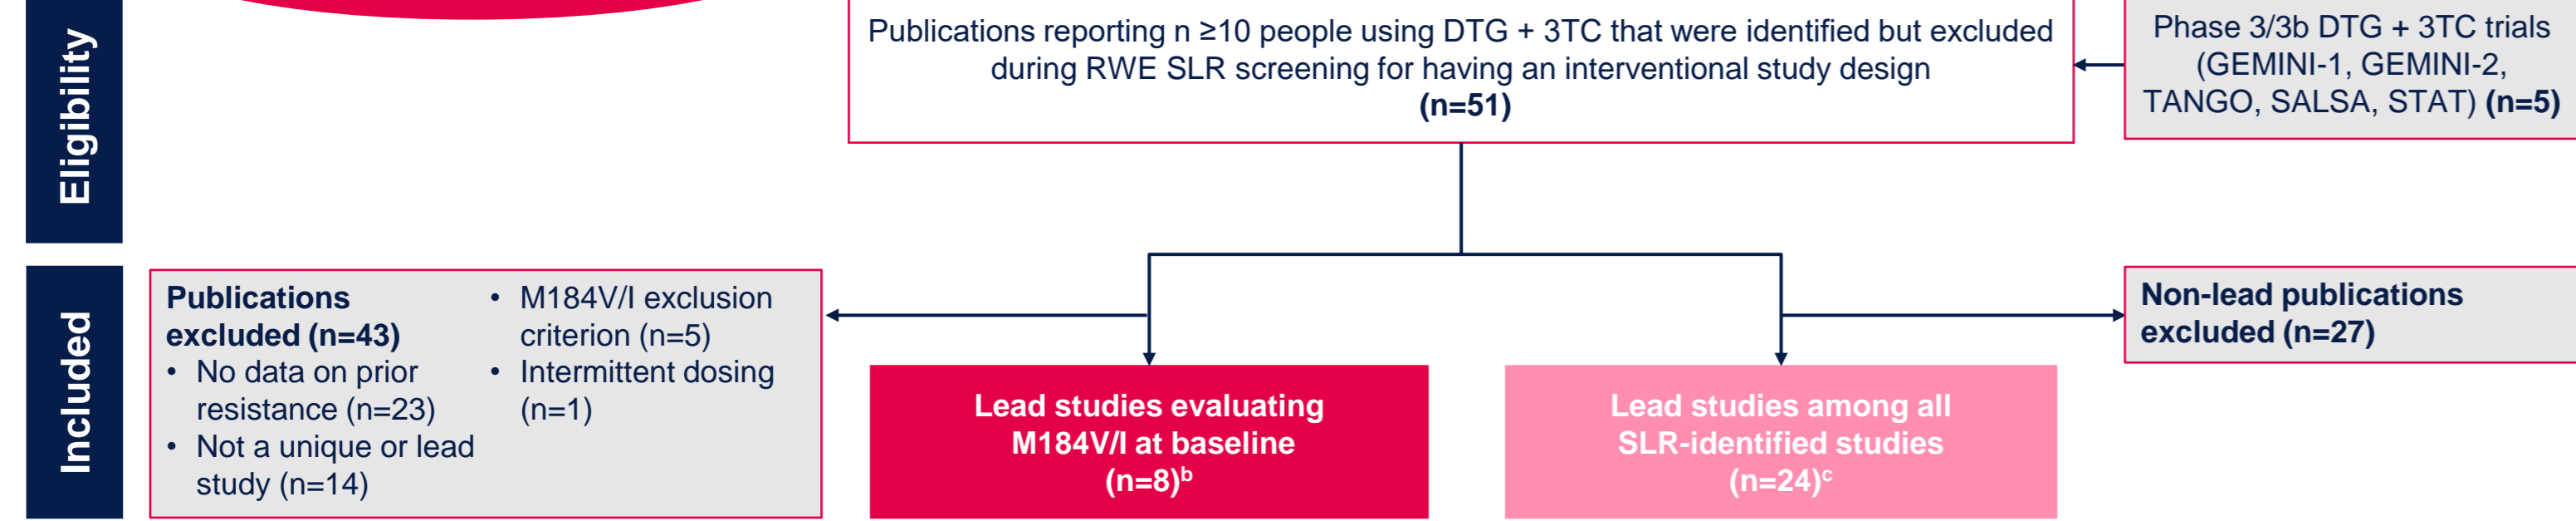 Eligibility
Publications reporting n ≥10 people using DTG + 3TC that were identified but excluded
during RWE SLR screening for having an interventional study design
(n=51)
Phase 3/3b DTG + 3TC trials
(GEMINI-1, GEMINI-2,
TANGO, SALSA, STAT) (n=5)
Included
Publications
excluded (n=43)
• No data on prior
resistance (n=23)
• Not a unique or lead
study (n=14)
• M184V/I exclusion
criterion (n=5)
• Intermittent dosing
(n=1)
Lead studies evaluating
M184V/I at baseline
(n=8)ᵇ
Lead studies among all
SLR-identified studies
(n=24)ᶜ
Non-lead publications
excluded (n=27)